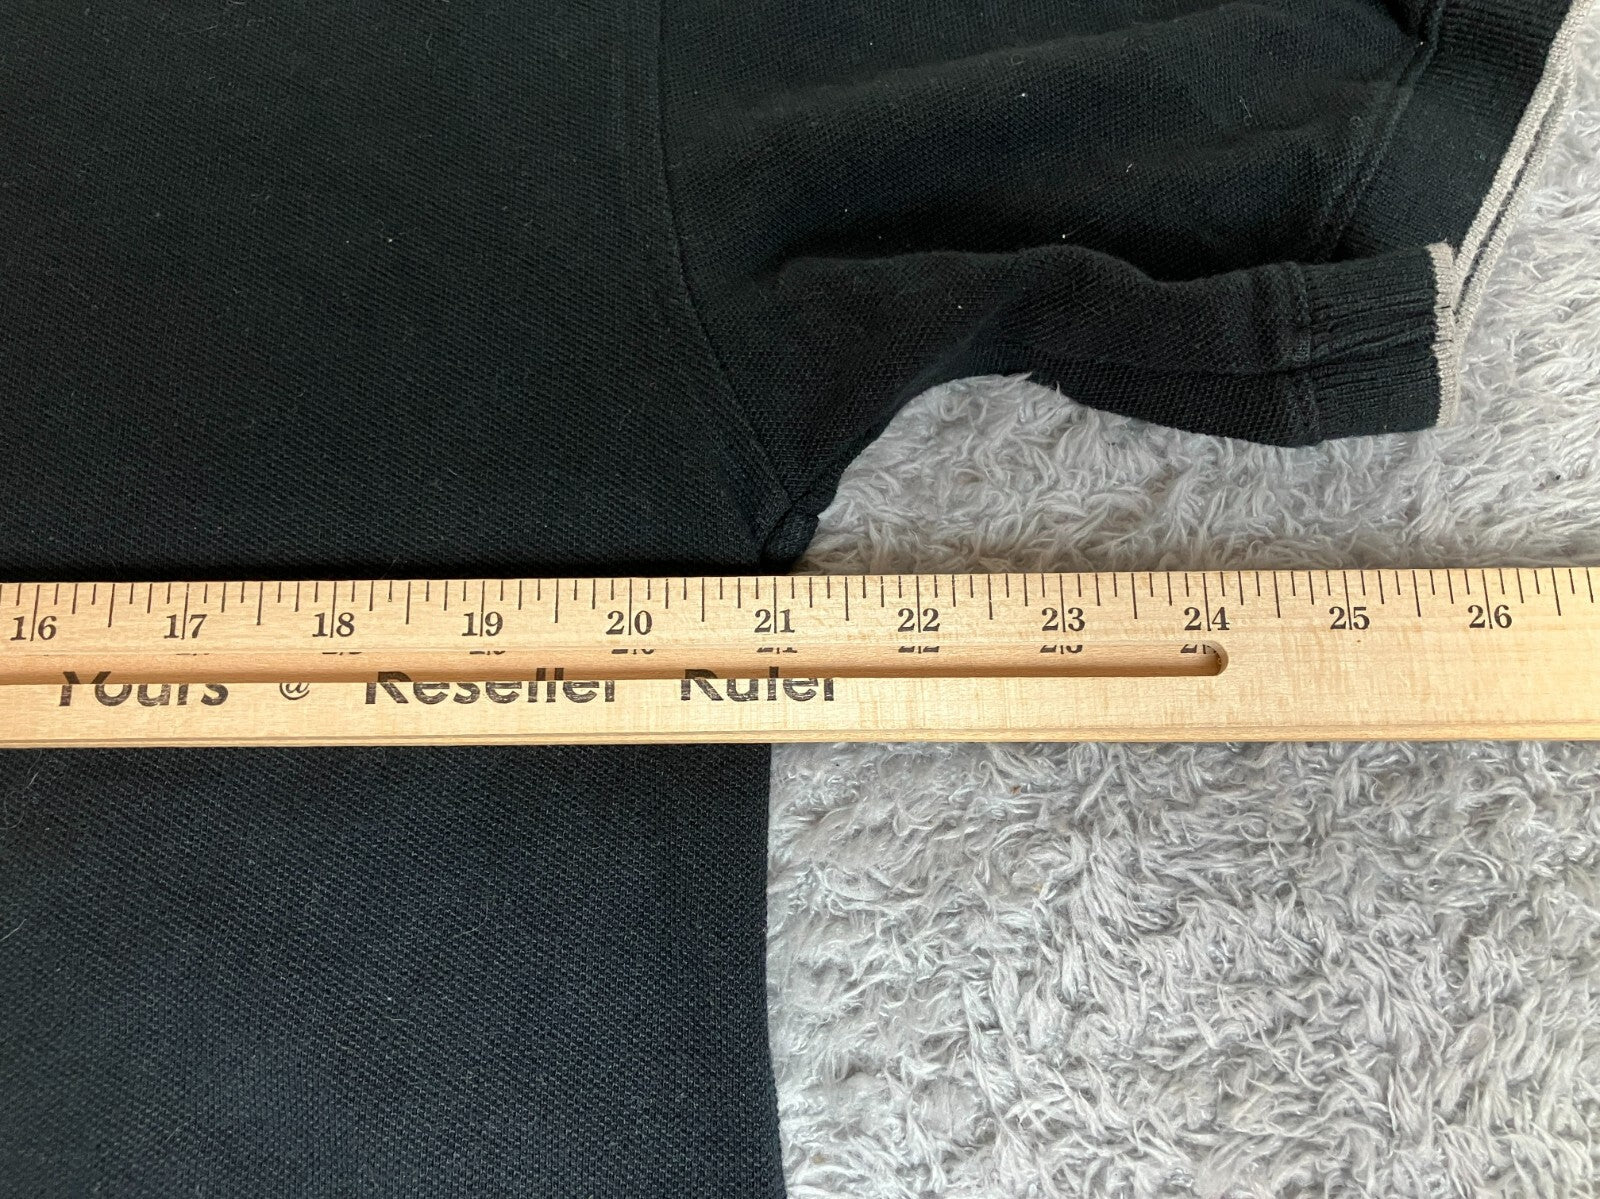 16 17 18 19 20 21 22 23 24 25 26
Yours @ Reseller Ruler